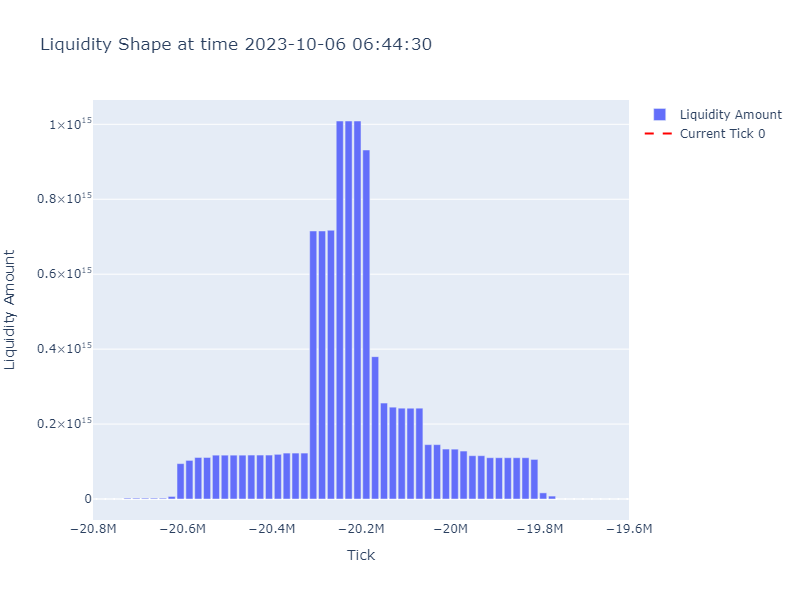 Liquidity Shape at time 2023-10-06 06:44:30
Liquidity Amount
Current Tick 0
1×10¹⁵
0.8×10¹⁵
0.6×10¹⁵
0.4×10¹⁵
0.2×10¹⁵
0
Liquidity Amount
−20.8M −20.6M −20.4M −20.2M −20M −19.8M −19.6M
Tick